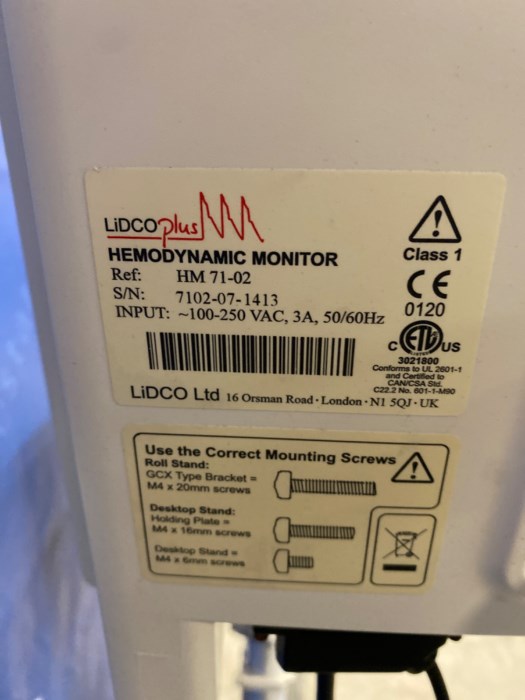 LiDCOplus
HEMODYNAMIC MONITOR
Ref: HM 71-02
S/N: 7102-07-1413
INPUT: ~100-250 VAC, 3A, 50/60Hz
Class 1
CE
0120
C ETL US
3021800
Conforms to UL 2601-1
and Certified to
CAN/CSA Std.
C22.2 No. 601-1-M90
LiDCO Ltd 16 Orsman Road · London · N1 5QJ · UK
Use the Correct Mounting Screws
Roll Stand:
GCX Type Bracket =
M4 x 20mm screws
Desktop Stand:
Holding Plate =
M4 x 16mm screws
Desktop Stand =
M4 x 6mm screws